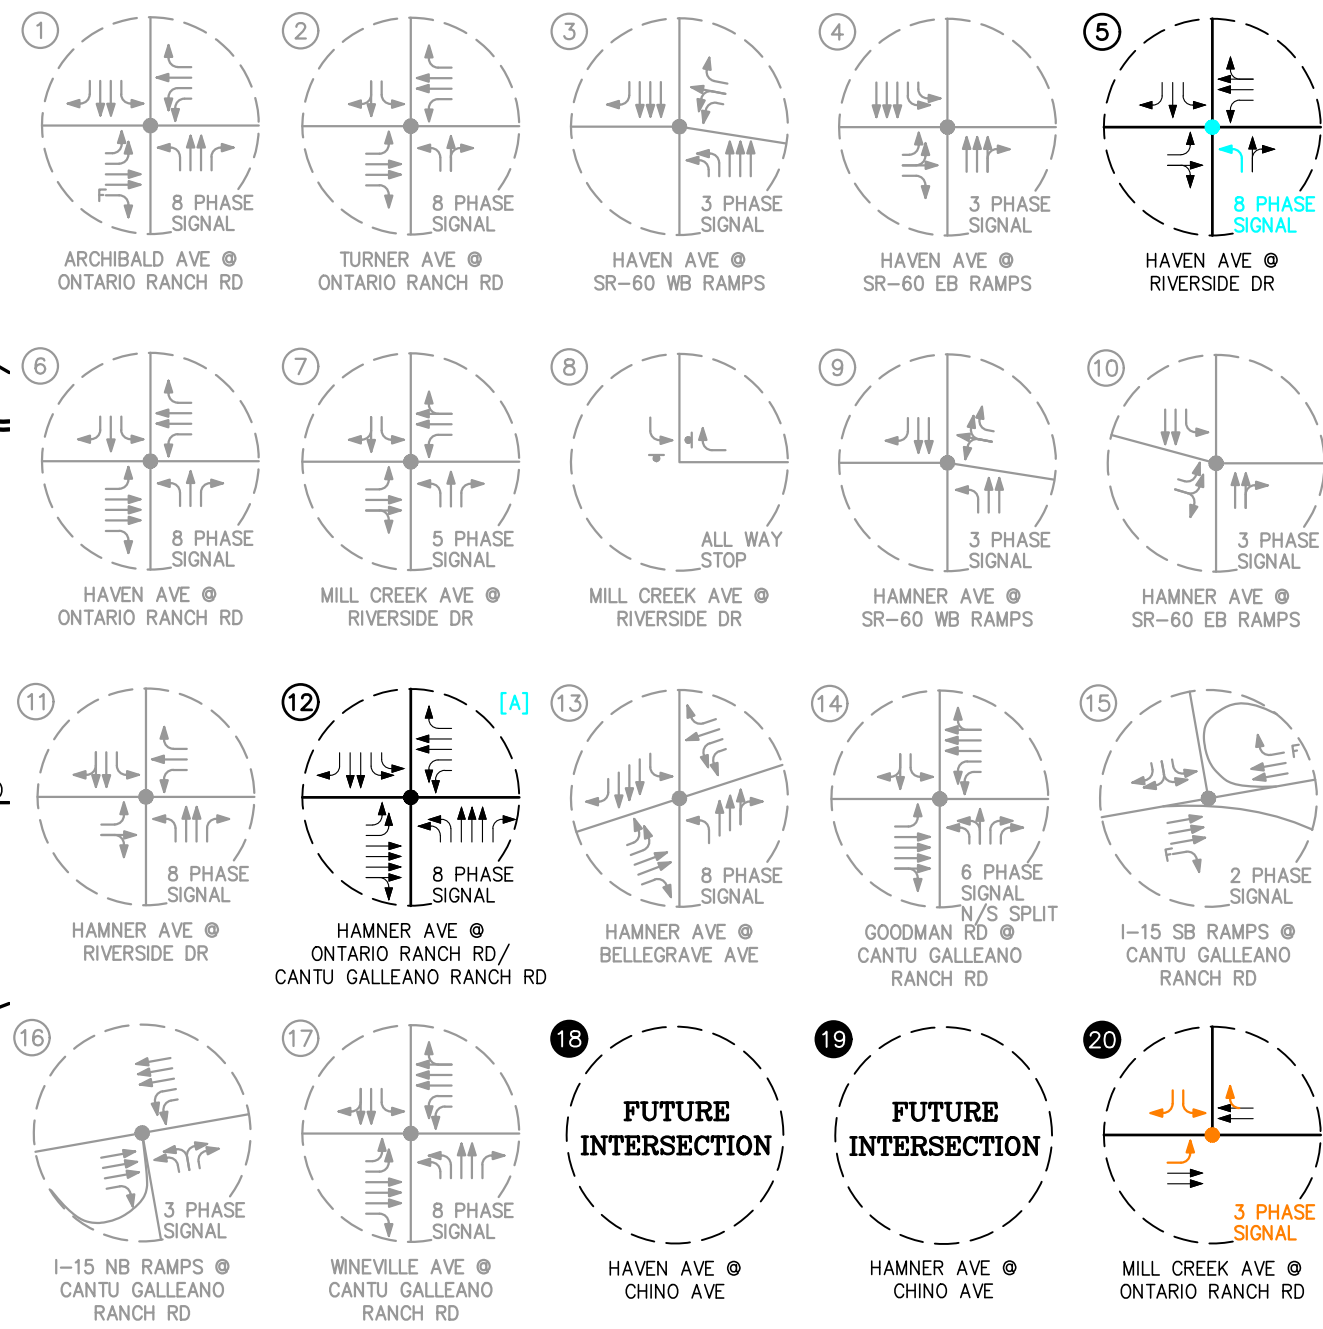 1
8 PHASE
SIGNAL
ARCHIBALD AVE @
ONTARIO RANCH RD
F
2
8 PHASE
SIGNAL
TURNER AVE @
ONTARIO RANCH RD
3
3 PHASE
SIGNAL
HAVEN AVE @
SR-60 WB RAMPS
4
3 PHASE
SIGNAL
HAVEN AVE @
SR-60 EB RAMPS
5
8 PHASE
SIGNAL
HAVEN AVE @
RIVERSIDE DR
6
8 PHASE
SIGNAL
HAVEN AVE @
ONTARIO RANCH RD
7
5 PHASE
SIGNAL
MILL CREEK AVE @
RIVERSIDE DR
8
ALL WAY
STOP
MILL CREEK AVE @
RIVERSIDE DR
9
3 PHASE
SIGNAL
HAMNER AVE @
SR-60 WB RAMPS
10
3 PHASE
SIGNAL
HAMNER AVE @
SR-60 EB RAMPS
11
8 PHASE
SIGNAL
HAMNER AVE @
RIVERSIDE DR
12
[A]
8 PHASE
SIGNAL
HAMNER AVE @
ONTARIO RANCH RD/
CANTU GALLEANO RANCH RD
13
8 PHASE
SIGNAL
HAMNER AVE @
BELLEGRAVE AVE
14
6 PHASE
SIGNAL
N/S SPLIT
GOODMAN RD @
CANTU GALLEANO
RANCH RD
15
F
F
2 PHASE
SIGNAL
I-15 SB RAMPS @
CANTU GALLEANO
RANCH RD
16
3 PHASE
SIGNAL
I-15 NB RAMPS @
CANTU GALLEANO
RANCH RD
17
8 PHASE
SIGNAL
WINEVILLE AVE @
CANTU GALLEANO
RANCH RD
18
FUTURE
INTERSECTION
HAVEN AVE @
CHINO AVE
19
FUTURE
INTERSECTION
HAMNER AVE @
CHINO AVE
20
3 PHASE
SIGNAL
MILL CREEK AVE @
ONTARIO RANCH RD